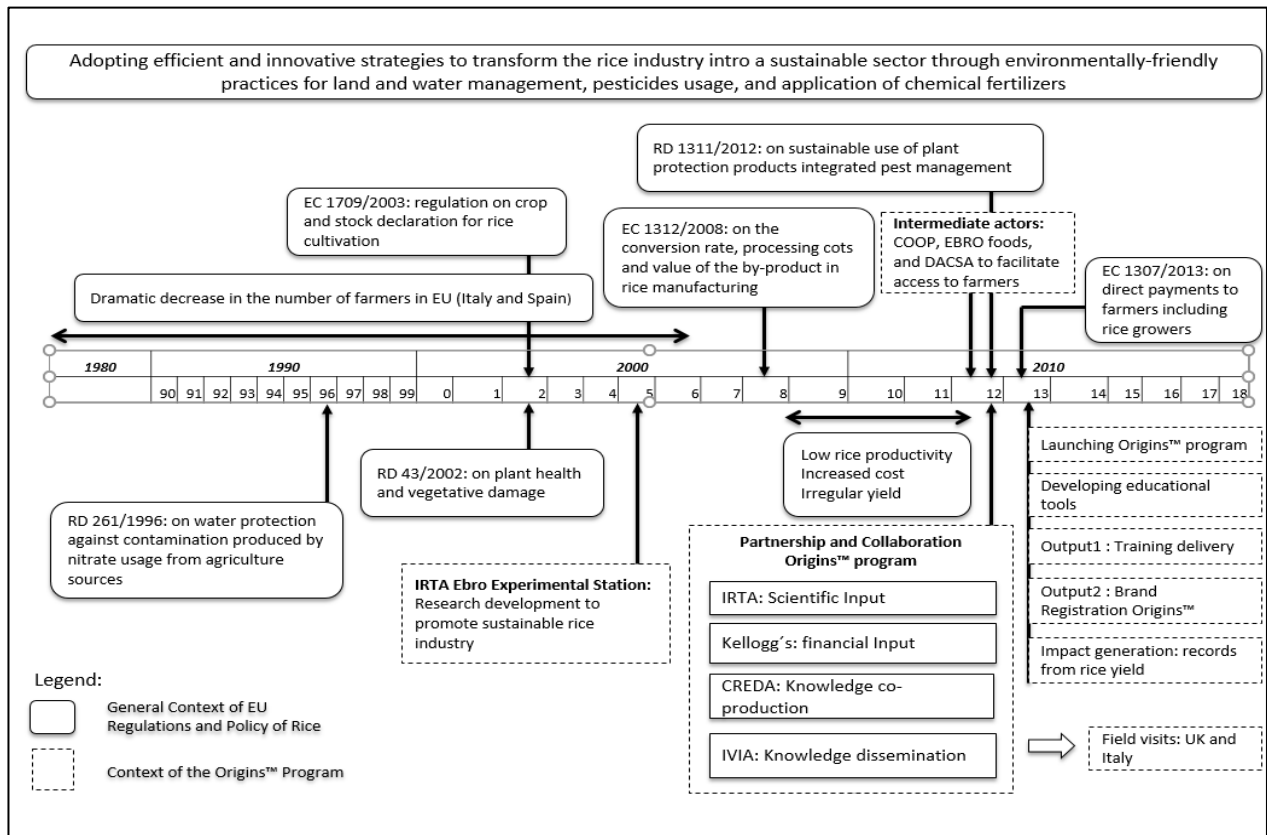 Adopting efficient and innovative strategies to transform the rice industry intro a sustainable sector through environmentally-friendly
practices for land and water management, pesticides usage, and application of chemical fertilizers
RD 1311/2012: on sustainable use of plant
protection products integrated pest management
EC 1709/2003: regulation on crop
and stock declaration for rice
cultivation
EC 1312/2008: on the
conversion rate, processing cots
and value of the by-product in
rice manufacturing
Intermediate actors:
COOP, EBRO foods,
and DACSA to facilitate
access to farmers
EC 1307/2013: on
direct payments to
farmers including
rice growers
Dramatic decrease in the number of farmers in EU (Italy and Spain)
1980 1990 2000 2010
90 91 92 93 94 95 96 97 98 99 0 1 2 3 4 5 6 7 8 9 10 11 12 13 14 15 16 17 18
RD 261/1996: on water protection
against contamination produced by
nitrate usage from agriculture
sources
RD 43/2002: on plant health
and vegetative damage
IRTA Ebro Experimental Station:
Research development to
promote sustainable rice
industry
Low rice productivity
Increased cost
Irregular yield
Partnership and Collaboration
Origins™ program
IRTA: Scientific Input
Kellogg´s: financial Input
CREDA: Knowledge co-
production
IVIA: Knowledge dissemination
Launching Origins™ program
Developing educational
tools
Output1 : Training delivery
Output2 : Brand
Registration Origins™
Impact generation: records
from rice yield
Field visits: UK and
Italy
Legend:
General Context of EU
Regulations and Policy of Rice
Context of the Origins™ Program